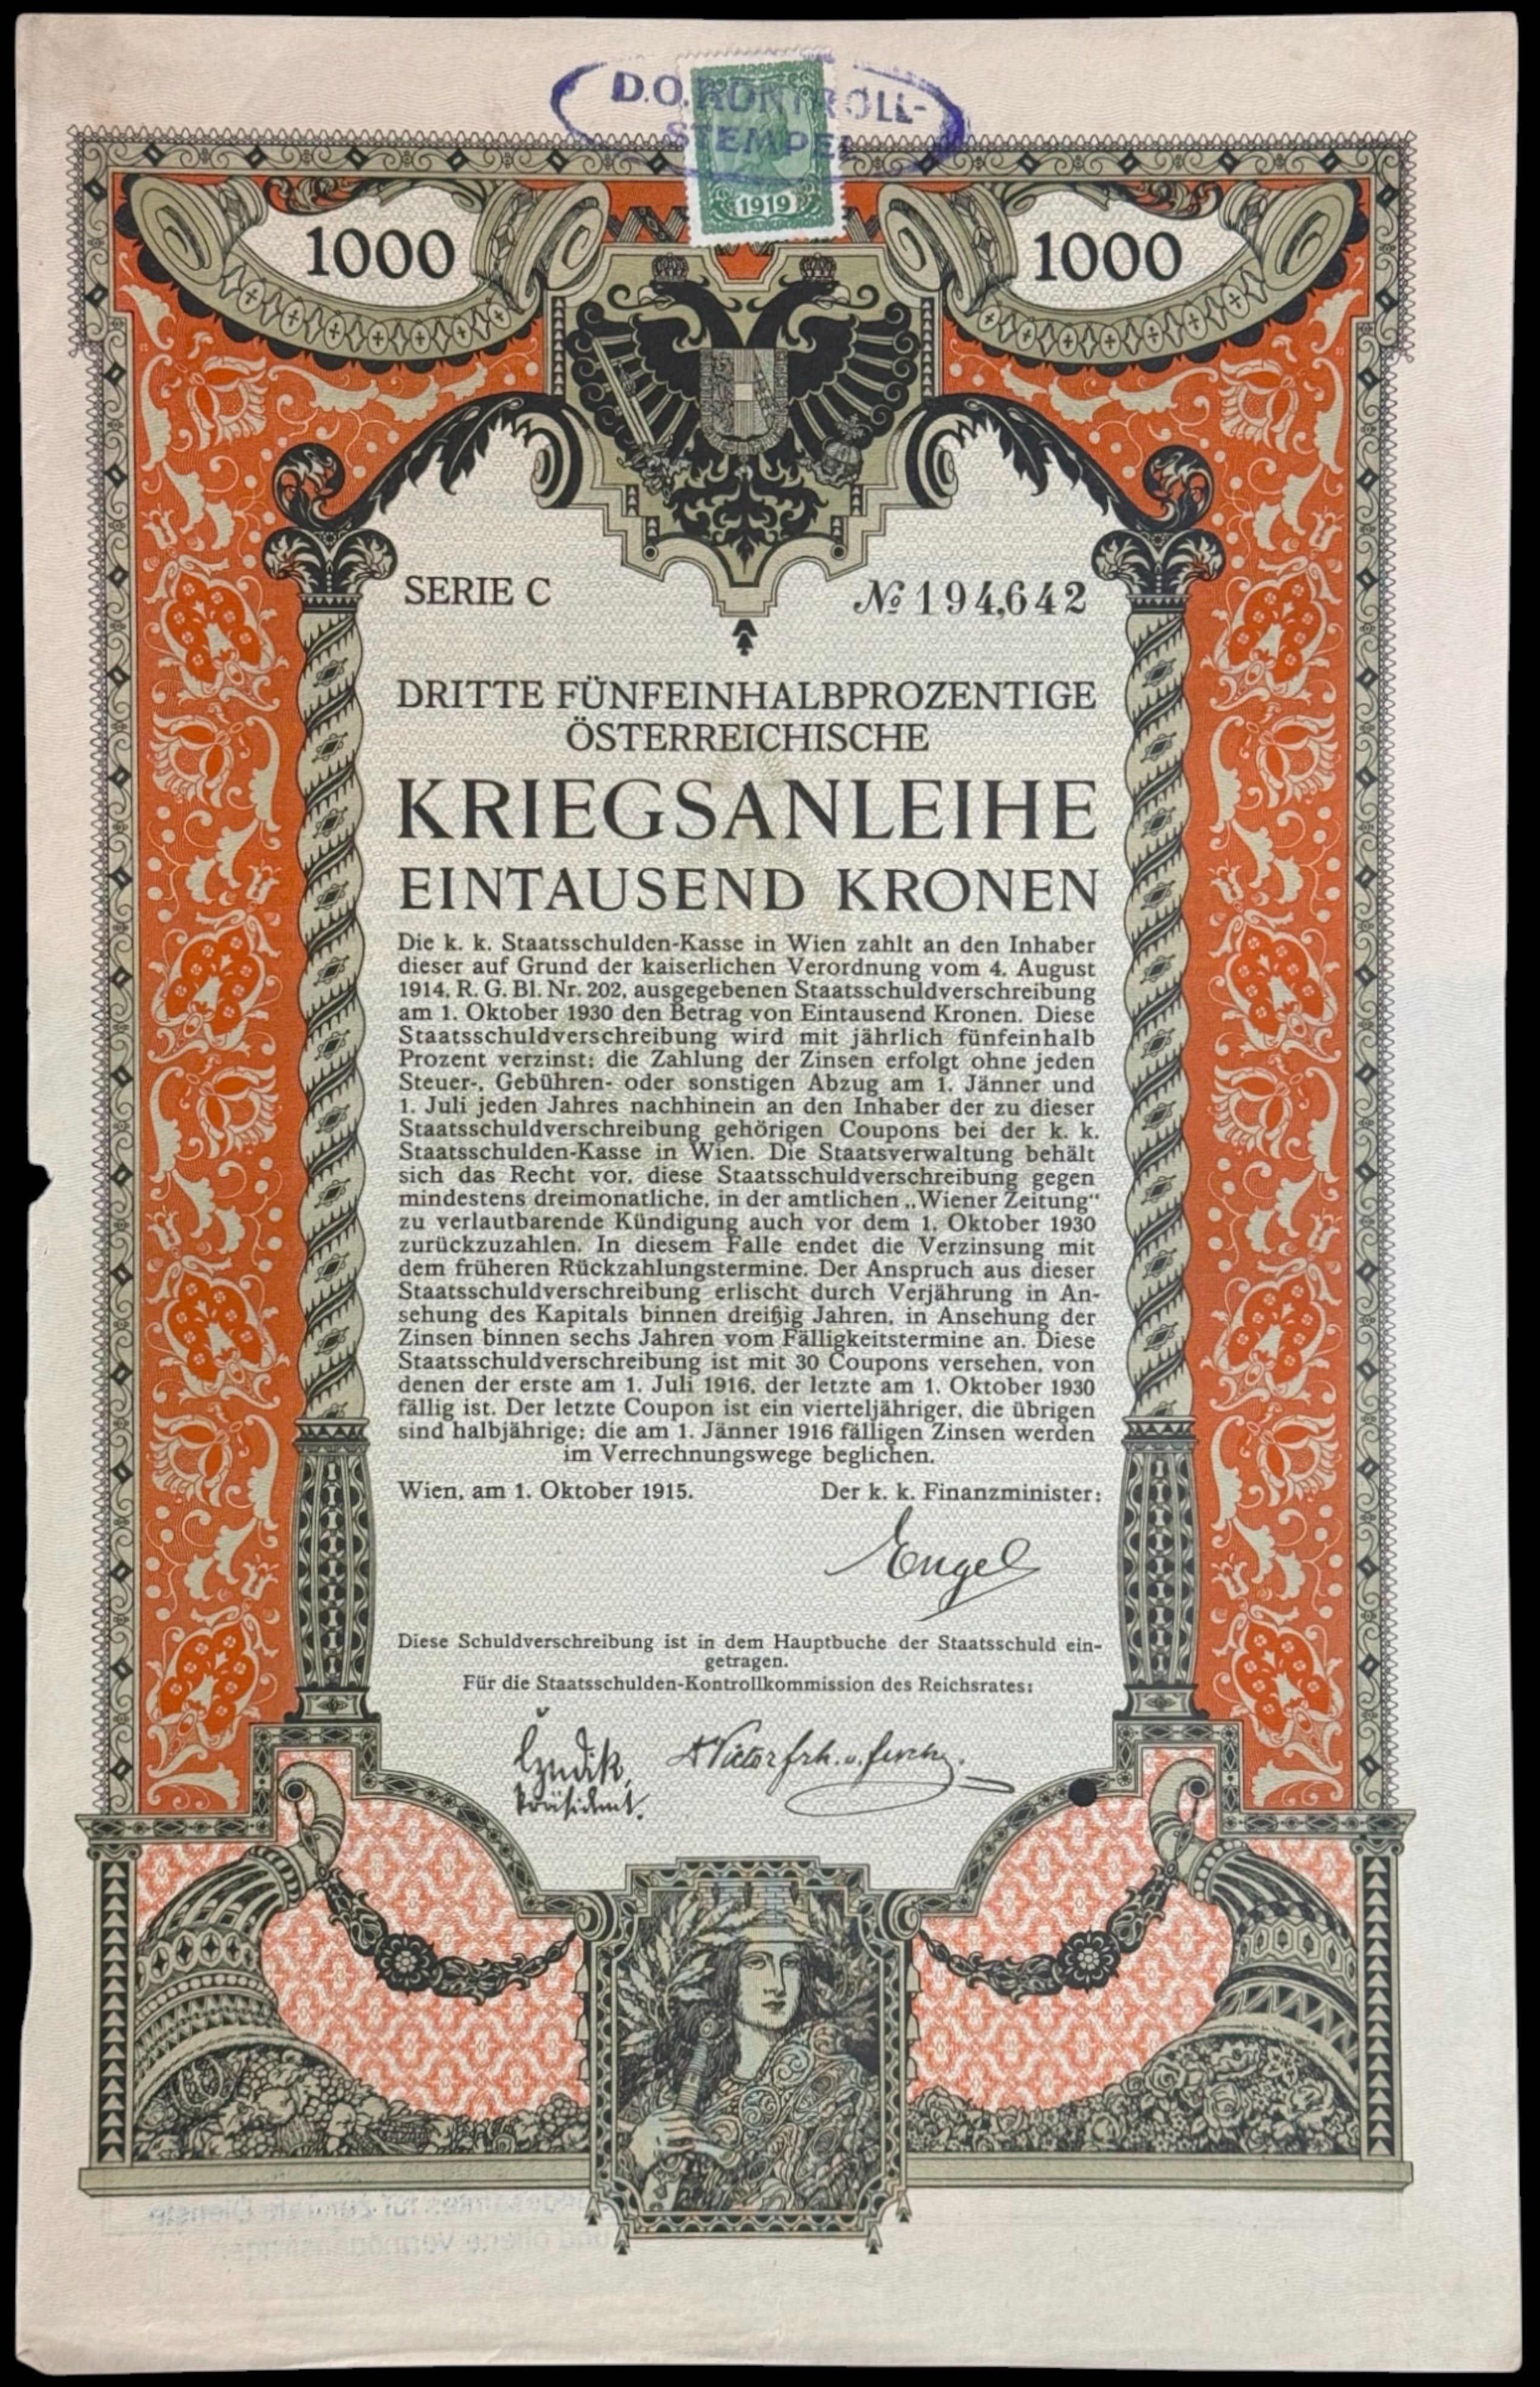 D.O. KONTROLL-
STEMPEL
1919
1000
1000
SERIE C
№ 194,642
DRITTE FÜNFEINHALBPROZENTIGE
ÖSTERREICHISCHE
KRIEGSANLEIHE
EINTAUSEND KRONEN
Die k. k. Staatsschulden-Kasse in Wien zahlt an den Inhaber
dieser auf Grund der kaiserlichen Verordnung vom 4. August
1914, R. G. Bl. Nr. 202, ausgegebenen Staatsschuldverschreibung
am 1. Oktober 1930 den Betrag von Eintausend Kronen. Diese
Staatsschuldverschreibung wird mit jährlich fünfeinhalb
Prozent verzinst; die Zahlung der Zinsen erfolgt ohne jeden
Steuer-, Gebühren- oder sonstigen Abzug am 1. Jänner und
1. Juli jeden Jahres nachhinein an den Inhaber der zu dieser
Staatsschuldverschreibung gehörigen Coupons bei der k. k.
Staatsschulden-Kasse in Wien. Die Staatsverwaltung behält
sich das Recht vor, diese Staatsschuldverschreibung gegen
mindestens dreimonatliche, in der amtlichen „Wiener Zeitung“
zu verlautbarende Kündigung auch vor dem 1. Oktober 1930
zurückzuzahlen. In diesem Falle endet die Verzinsung mit
dem früheren Rückzahlungstermine. Der Anspruch aus dieser
Staatsschuldverschreibung erlischt durch Verjährung in An-
sehung des Kapitals binnen dreißig Jahren, in Ansehung der
Zinsen binnen sechs Jahren vom Fälligkeitstermine an. Diese
Staatsschuldverschreibung ist mit 30 Coupons versehen, von
denen der erste am 1. Juli 1916, der letzte am 1. Oktober 1930
fällig ist. Der letzte Coupon ist ein vierteljähriger, die übrigen
sind halbjährige; die am 1. Jänner 1916 fälligen Zinsen werden
im Verrechnungswege beglichen.
Wien, am 1. Oktober 1915.
Der k. k. Finanzminister:
Engel
Diese Schuldverschreibung ist in dem Hauptbuche der Staatsschuld ein-
getragen.
Für die Staatsschulden-Kontrollkommission des Reichsrates:
Präsident.
Victor frh. v.